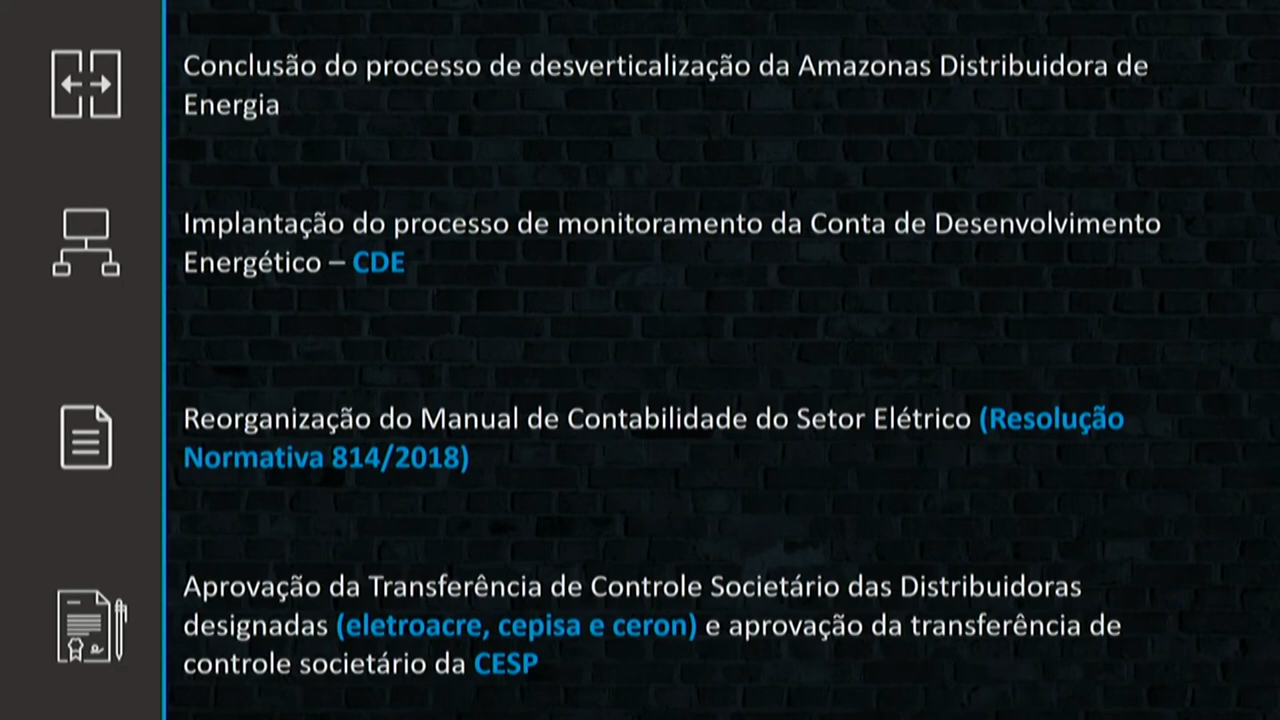 Conclusão do processo de desverticalização da Amazonas Distribuidora de
Energia
Implantação do processo de monitoramento da Conta de Desenvolvimento
Energético – CDE
Reorganização do Manual de Contabilidade do Setor Elétrico (Resolução
Normativa 814/2018)
Aprovação da Transferência de Controle Societário das Distribuidoras
designadas (eletroacre, cepisa e ceron) e aprovação da transferência de
controle societário da CESP